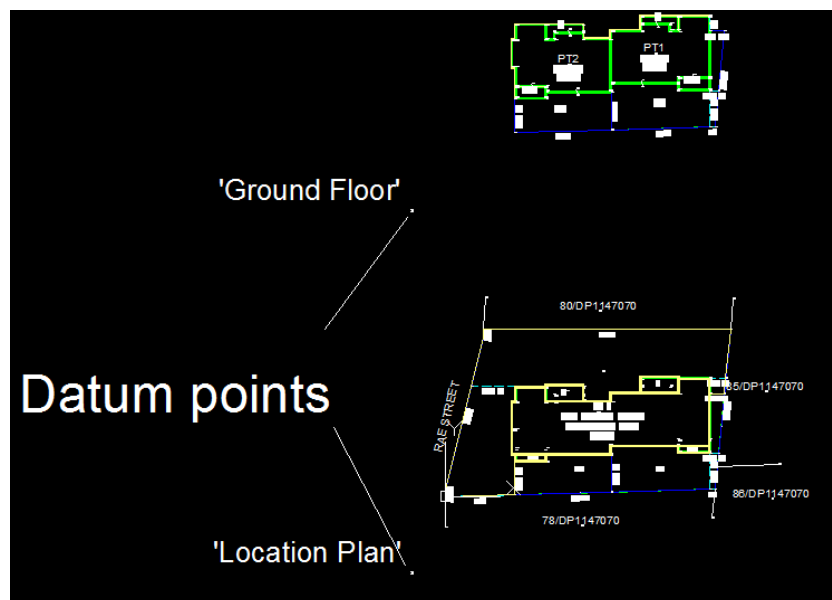 PT2
PT1
'Ground Floor'
80/DP1147070
Datum points
RAE STREET
85/DP1147070
86/DP1147070
78/DP1147070
'Location Plan'